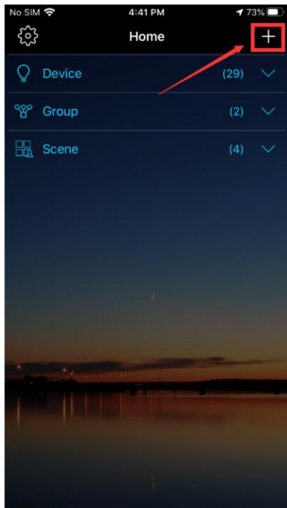 No SIM 4:41 PM 73%
Home
Device (29)
Group (2)
Scene (4)